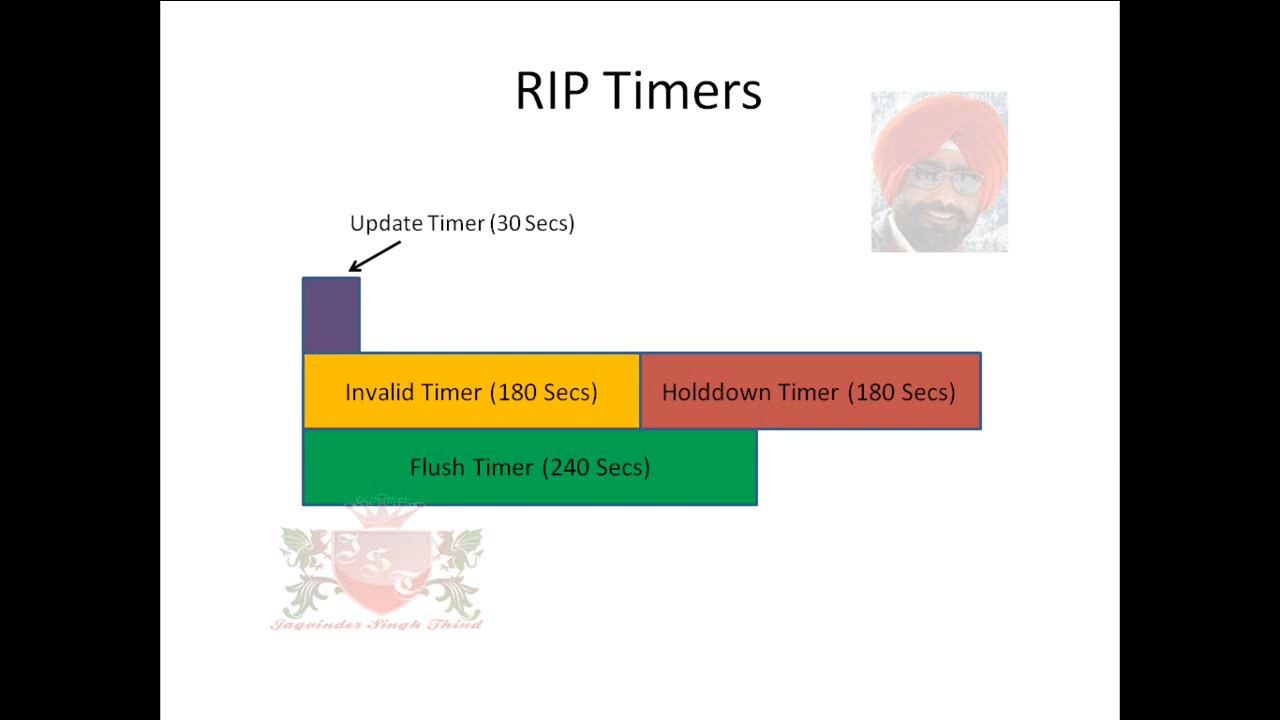 RIP Timers
Update Timer (30 Secs)
Invalid Timer (180 Secs)
Holddown Timer (180 Secs)
Flush Timer (240 Secs)
J S T
Jagvinder Singh Thind